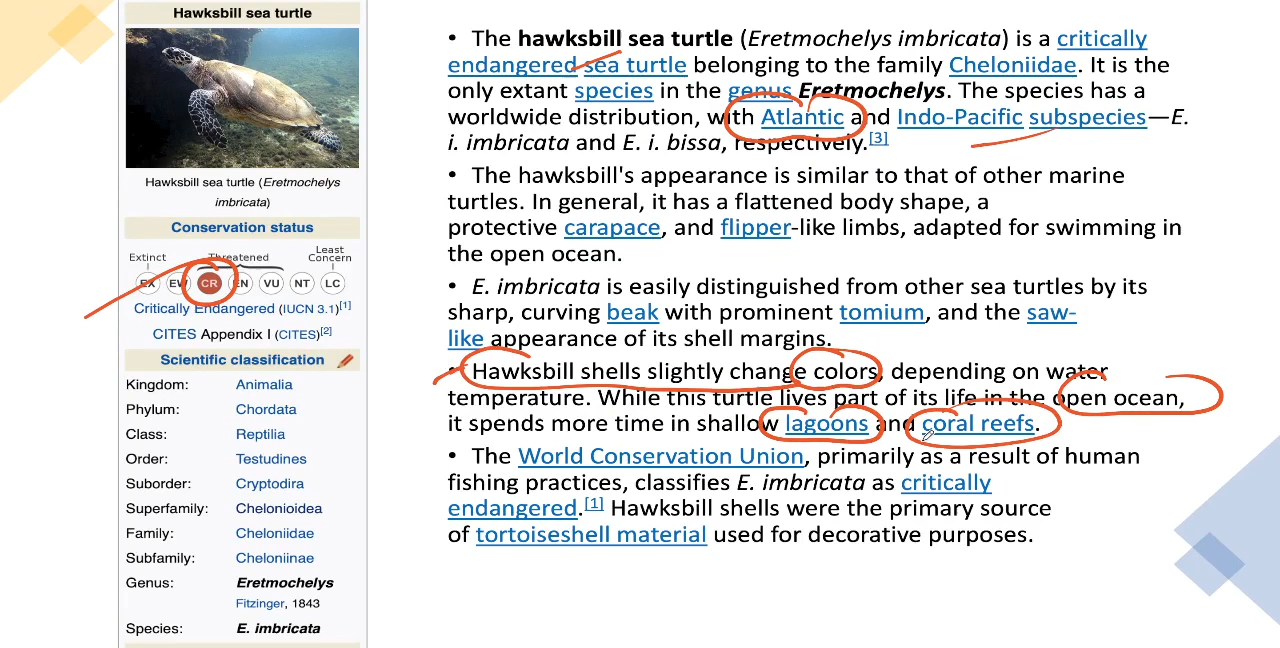 Hawksbill sea turtle
Hawksbill sea turtle (Eretmochelys
imbricata)
Conservation status
Extinct Threatened Least Concern
EX EW CR EN VU NT LC
Critically Endangered (IUCN 3.1)[1]
CITES Appendix I (CITES)[2]
Scientific classification
Kingdom: Animalia
Phylum: Chordata
Class: Reptilia
Order: Testudines
Suborder: Cryptodira
Superfamily: Chelonioidea
Family: Cheloniidae
Subfamily: Cheloniinae
Genus: Eretmochelys
Fitzinger, 1843
Species: E. imbricata
• The hawksbill sea turtle (Eretmochelys imbricata) is a critically
endangered sea turtle belonging to the family Cheloniidae. It is the
only extant species in the genus Eretmochelys. The species has a
worldwide distribution, with Atlantic and Indo-Pacific subspecies—E.
i. imbricata and E. i. bissa, respectively.[3]
• The hawksbill's appearance is similar to that of other marine
turtles. In general, it has a flattened body shape, a
protective carapace, and flipper-like limbs, adapted for swimming in
the open ocean.
• E. imbricata is easily distinguished from other sea turtles by its
sharp, curving beak with prominent tomium, and the saw-
like appearance of its shell margins.
• Hawksbill shells slightly change colors, depending on water
temperature. While this turtle lives part of its life in the open ocean,
it spends more time in shallow lagoons and coral reefs.
• The World Conservation Union, primarily as a result of human
fishing practices, classifies E. imbricata as critically
endangered.[1] Hawksbill shells were the primary source
of tortoiseshell material used for decorative purposes.